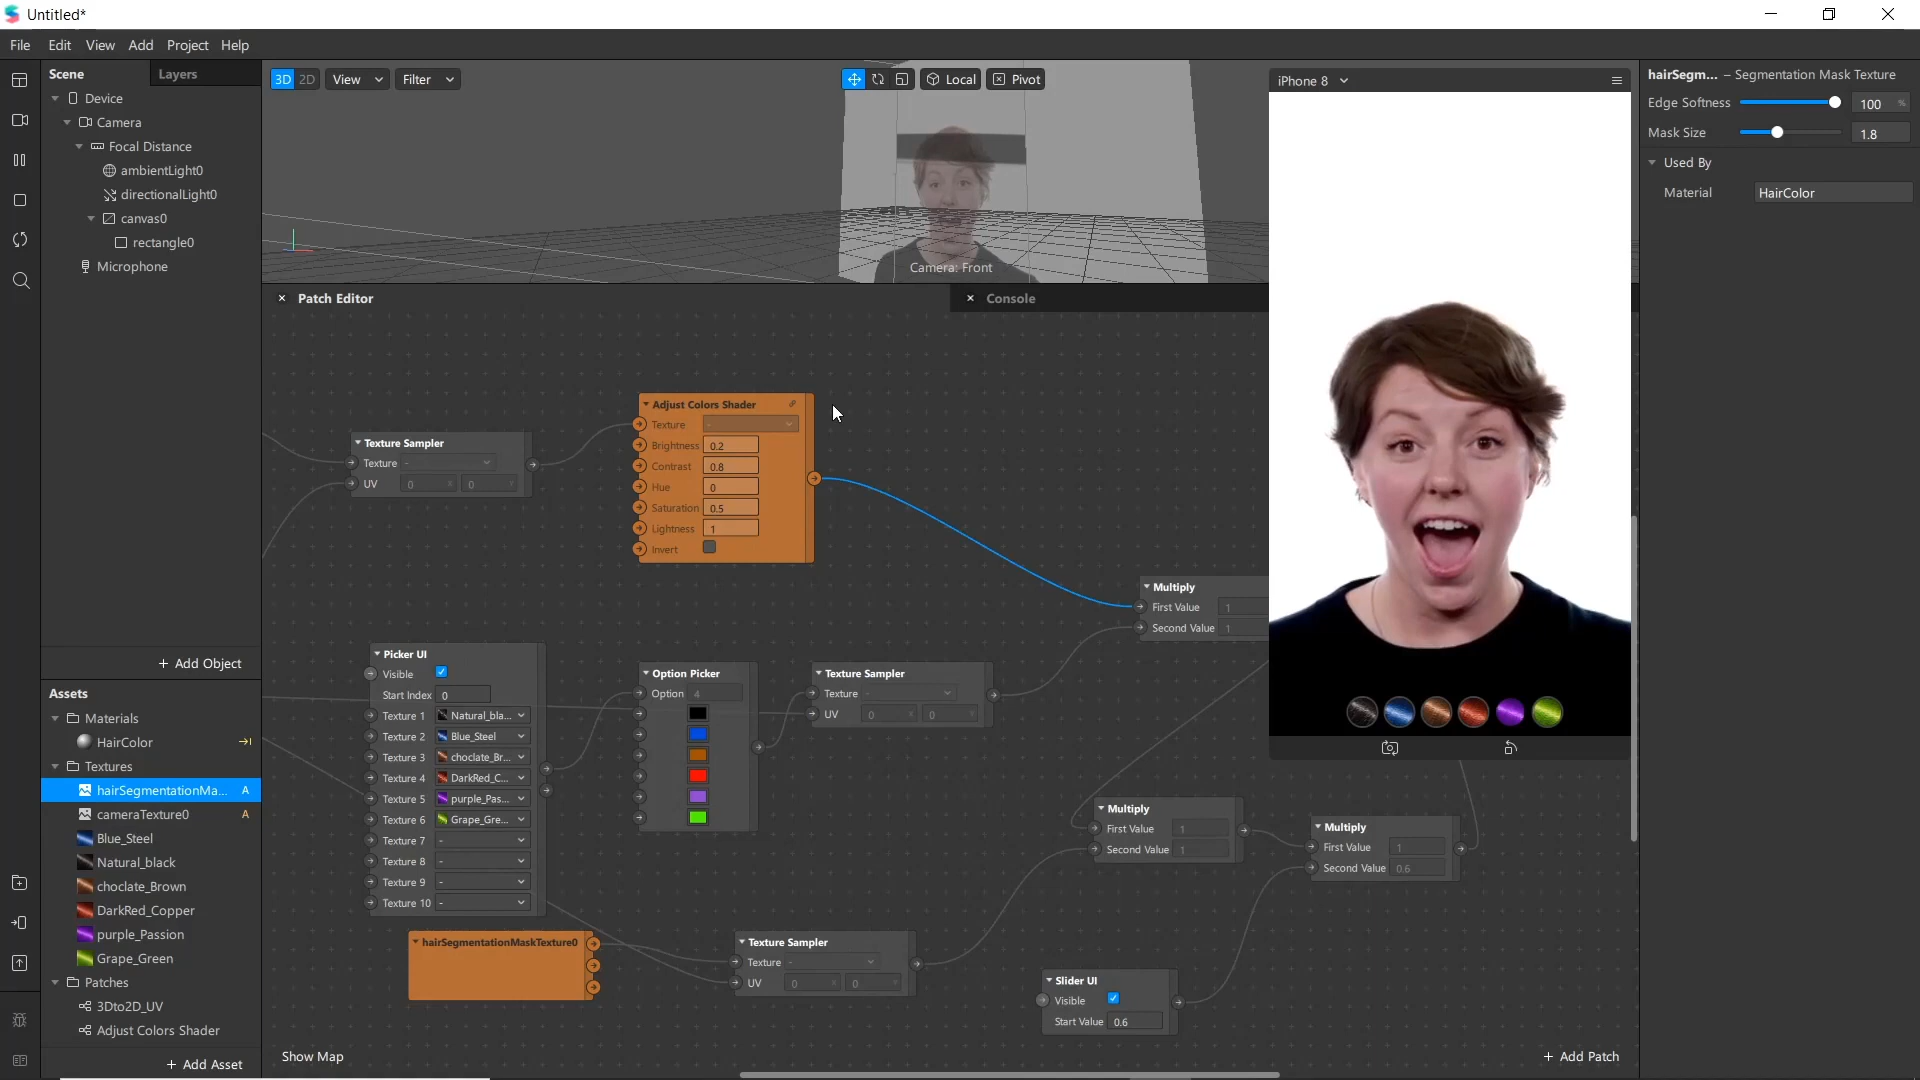 Untitled*
File Edit View Add Project Help
Scene
Layers
Device
Camera
Focal Distance
ambientLight0
directionalLight0
canvas0
rectangle0
Microphone
+ Add Object
Assets
Materials
HairColor
Textures
hairSegmentationMa... A
cameraTexture0 A
Blue_Steel
Natural_black
choclate_Brown
DarkRed_Copper
purple_Passion
Grape_Green
Patches
3Dto2D_UV
Adjust Colors Shader
+ Add Asset
3D 2D View Filter
Local Pivot
Camera: Front
Patch Editor
Console
Texture Sampler
Texture -
UV 0 x 0 Y
Adjust Colors Shader
Texture -
Brightness 0.2
Contrast 0.8
Hue 0
Saturation 0.5
Lightness 1
Invert
Multiply
First Value 1
Second Value 1
Picker UI
Visible
Start Index 0
Texture 1 Natural_bla...
Texture 2 Blue_Steel
Texture 3 choclate_Br...
Texture 4 DarkRed_C...
Texture 5 purple_Pas...
Texture 6 Grape_Gre...
Texture 7 -
Texture 8 -
Texture 9 -
Texture 10 -
Option Picker
Option 4
Texture Sampler
Texture -
UV 0 x 0 Y
Multiply
First Value 1
Second Value 1
Multiply
First Value 1
Second Value 0.6
hairSegmentationMaskTexture0
Texture Sampler
Texture -
UV 0 x 0 Y
Slider UI
Visible
Start Value 0.6
Show Map
+ Add Patch
iPhone 8
hairSegm... – Segmentation Mask Texture
Edge Softness 100 %
Mask Size 1.8
Used By
Material HairColor